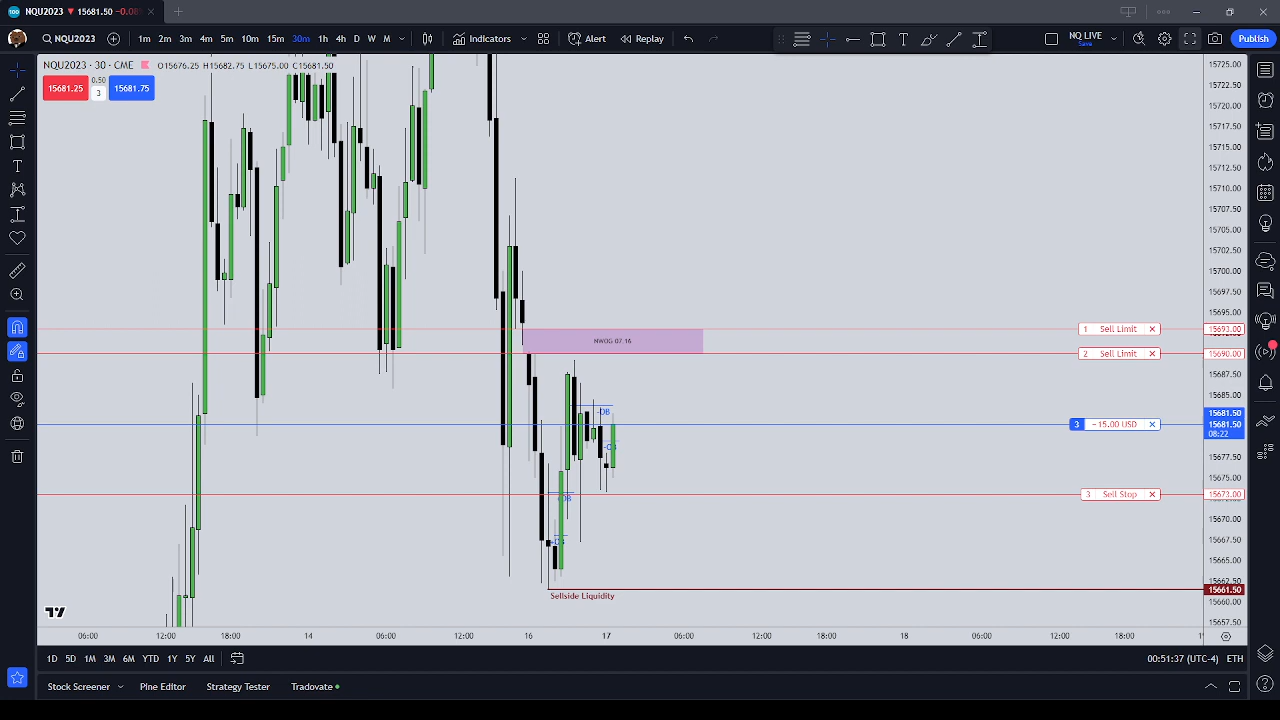 NQU2023 ▼ 15681.50 −0.08
NQU2023 1m 2m 3m 4m 5m 10m 15m 30m 1h 4h D W M Indicators Alert Replay NQ LIVE Save Publish
NQU2023 · 30 · CME O15676.25 H15682.75 L15675.00 C15681.50
15681.25 0.50 3 15681.75
15725.00
15722.50
15720.00
15717.50
15715.00
15712.50
15710.00
15707.50
15705.00
15702.50
15700.00
15697.50
15695.00
1 Sell Limit 15693.00
NWOG 07.16
2 Sell Limit 15690.00
15687.50
15685.00
-OB
15681.50
3 −15.00 USD 15681.50
08:22
15677.50
15675.00
3 Sell Stop 15673.00
15670.00
15667.50
15665.00
15662.50
15661.50
Sellside Liquidity
15660.00
15657.50
06:00 12:00 18:00 14 06:00 12:00 16 17 06:00 12:00 18:00 18 06:00 12:00 18:00
1D 5D 1M 3M 6M YTD 1Y 5Y All 00:51:37 (UTC-4) ETH
Stock Screener Pine Editor Strategy Tester Tradovate